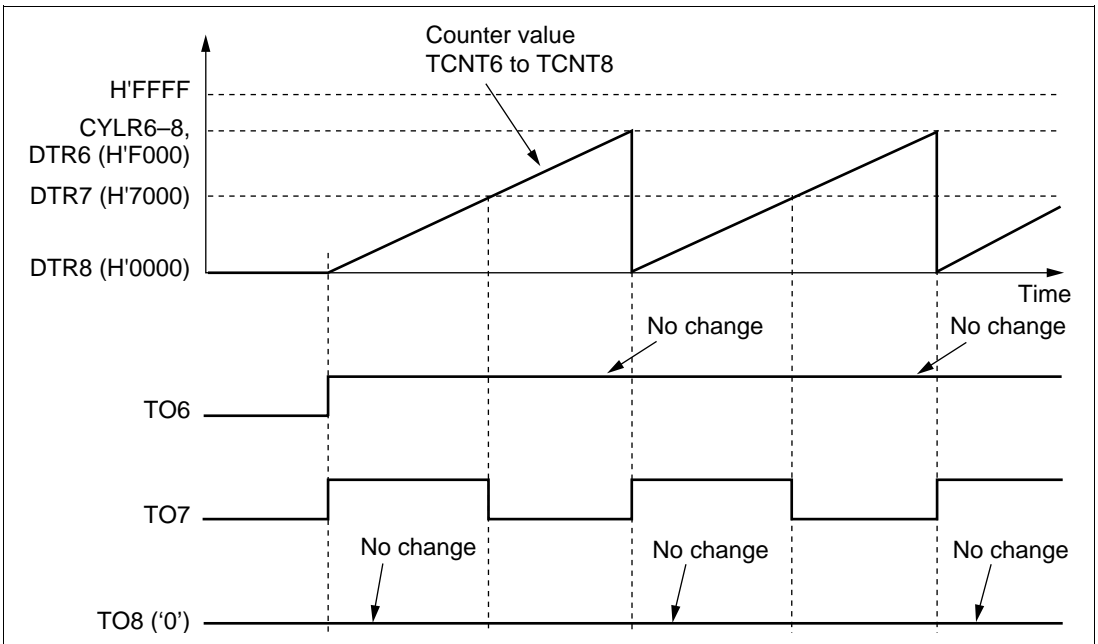 Counter value
TCNT6 to TCNT8
H'FFFF
CYLR6–8,
DTR6 (H'F000)
DTR7 (H'7000)
DTR8 (H'0000)
Time
No change
No change
TO6
TO7
No change
No change
No change
TO8 (‘0’)